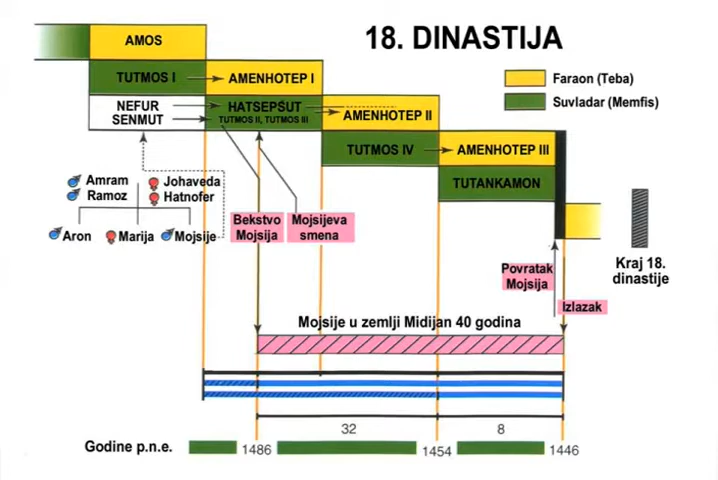 18. DINASTIJA
AMOS
TUTMOS I
AMENHOTEP I
Faraon (Teba)
Suvladar (Memfis)
NEFUR
SENMUT
HATSEPŠUT
TUTMOS II, TUTMOS III
AMENHOTEP II
TUTMOS IV
AMENHOTEP III
TUTANKAMON
Amram
Ramoz
Johaveda
Hatnofer
Aron
Marija
Mojsije
Bekstvo
Mojsija
Mojsijeva
smena
Povratak
Mojsija
Izlazak
Kraj 18.
dinastije
Mojsije u zemlji Midijan 40 godina
32
8
Godine p.n.e.
1486
1454
1446